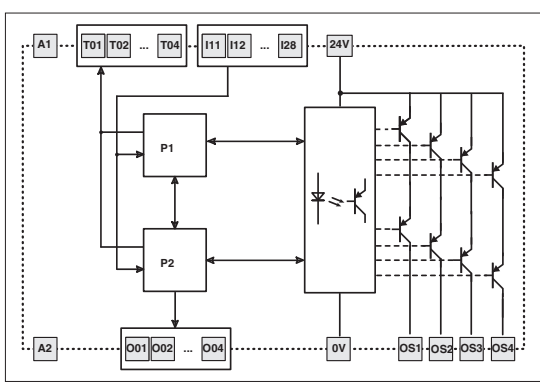 A1 T01 T02 ... T04 I11 I12 ... I28 24V
P1
P2
A2 O01 O02 ... O04 0V OS1 OS2 OS3 OS4